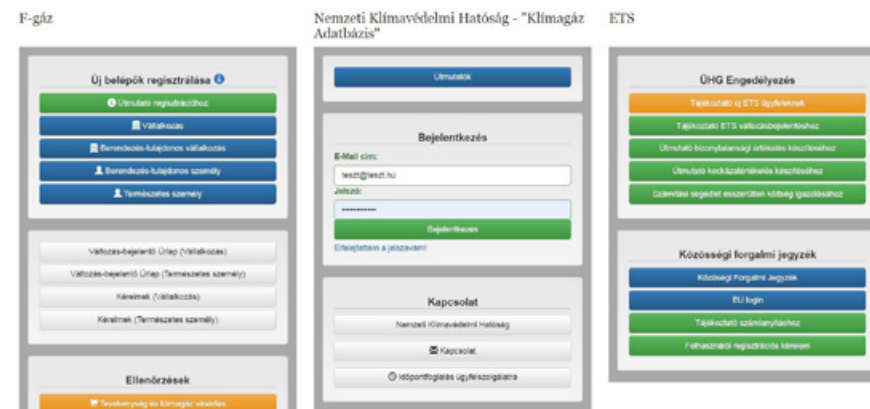 F-gáz
Új belépők regisztrálása
Útmutató regisztrációhoz
Vállalkozás
Berendezés-tulajdonos vállalkozás
Berendezés-tulajdonos személy
Természetes személy
Változás-bejelentő Űrlap (Vállalkozás)
Változás-bejelentő Űrlap (Természetes személy)
Kérelmek (Vállalkozás)
Kérelmek (Természetes személy)
Ellenőrzések
Tevékenység és klímagáz vásárlás
Nemzeti Klímavédelmi Hatóság - "Klímagáz
Adatbázis"
Útmutatók
Bejelentkezés
E-Mail cím:
teszt@teszt.hu
Jelszó:
Bejelentkezés
Elfelejtettem a jelszavam!
Kapcsolat
Nemzeti Klímavédelmi Hatóság
Kapcsolat
Időpontfoglalás ügyfélszolgálatra
ETS
ÜHG Engedélyezés
Tájékoztató új ETS ügyfeleknek
Tájékoztató ETS változásbejelentéshez
Útmutató bizonytalansági értékelés készítéséhez
Útmutató kockázatértékelés készítéséhez
Számítási segédlet ésszerűtlen költség igazolásához
Közösségi forgalmi jegyzék
Közösségi Forgalmi Jegyzék
EU login
Tájékoztató számlanyitáshoz
Felhasználói regisztrációs kérelem